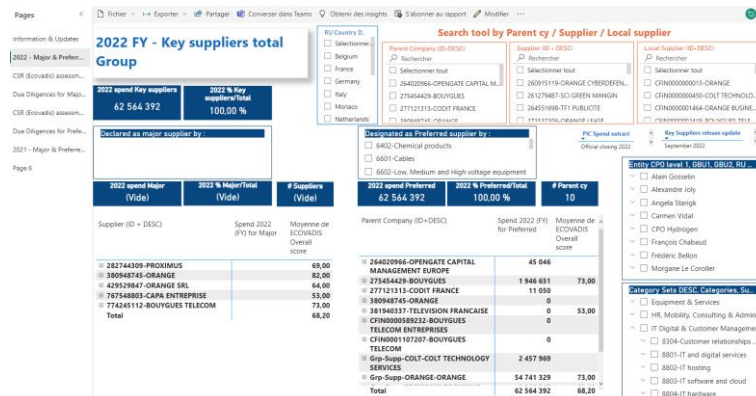 Pages
Fichier
Exporter
Partager
Converser dans Teams
Obtenir des insights
S'abonner au rapport
Modifier
Information & Updates
2022 - Major & Preferr...
CSR (Ecovadis) assessm...
Due Diligences for Majo...
CSR (Ecovadis) assessm...
Due Diligences for Prefe...
2021 - Major & Preferre...
Page 6
2022 FY - Key suppliers total
Group
RU Country D...
Sélectionner...
Belgium
France
Germany
Italy
Monaco
Netherlands
Search tool by Parent cy / Supplier / Local supplier
Parent Company (ID+DESC)
Rechercher
Sélectionner tout
264020966-OPENGATE CAPITAL M...
275454429-BOUYGUES
277121313-CODIT FRANCE
380948745-ORANGE
Supplier (ID + DESC)
Rechercher
Sélectionner tout
260915119-ORANGE CYBERDEFEN...
261279487-SCI GREEN MANGIN
264551698-TF1 PUBLICITE
Local Supplier (ID+DESC)
Rechercher
Sélectionner tout
CFIN0000000013-ORANGE
CFIN0000000450-COLT TECHNOLO...
CFIN0000001464-ORANGE BUSINE...
2022 spend Key suppliers
62 564 392
2022 % Key
suppliers/Total
100,00 %
Declared as major supplier by :
Designated as Preferred supplier by :
6402-Chemical products
6601-Cables
6602-Low, Medium and High voltage equipment
PIC Spend extract
Official closing 2022
Key Suppliers release update
September 2022
2022 spend Major
(Vide)
2022 % Major/Total
(Vide)
# Suppliers
(Vide)
2022 spend Preferred
62 564 392
2022 % Preferred/Total
100,00 %
# Parent cy
10
Supplier (ID + DESC)
Spend 2022
(FY) for Major
Moyenne de
ECOVADIS
Overall
score
282744309-PROXIMUS 69,00
380948745-ORANGE 82,00
429529847-ORANGE SRL 64,00
767548803-CAPA ENTREPRISE 53,00
774245112-BOUYGUES TELECOM 73,00
Total 68,20
Parent Company (ID+DESC)
Spend 2022 (FY)
for Preferred
Moyenne de
ECOVADIS
Overall
score
264020966-OPENGATE CAPITAL 45 046
MANAGEMENT EUROPE
275454429-BOUYGUES 1 946 651 73,00
277121313-CODIT FRANCE 11 050
380948745-ORANGE 0
381940337-TELEVISION FRANCAISE 0 53,00
CFIN0000589232-BOUYGUES 0
TELECOM ENTREPRISES
CFIN0001107207-BOUYGUES 0
TELECOM
Grp-Supp-COLT-COLT TECHNOLOGY 2 457 969
SERVICES
Grp-Supp-ORANGE-ORANGE 54 741 329 73,00
Total 62 564 392 68,20
Entity CPO level 1, GBU1, GBU2, RU ...
Alain Gosselin
Alexandre Joly
Angela Starigk
Carmen Vidal
CPO Hydrogen
François Chabaud
Frédéric Bellon
Morgane Le Coroller
Category Sets DESC, Categories, Su...
Equipment & Services
HR, Mobility, Consulting & Admin
IT Digital & Customer Managemen
8304-Customer relationships ...
8801-IT and digital services
8802-IT hosting
8803-IT software and cloud
8804-IT hardware